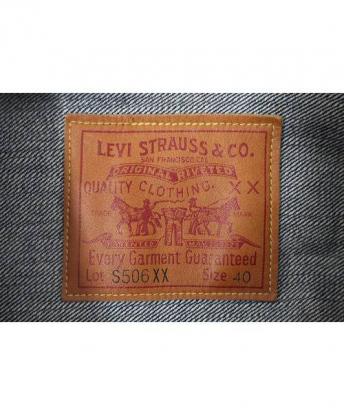 LEVI STRAUSS & CO.
SAN FRANCISCO, CAL.
ORIGINAL RIVETED
QUALITY CLOTHING. XX
TRADE MARK
PATENTED
Every Garment Guaranteed
Lot S506XX Size 40